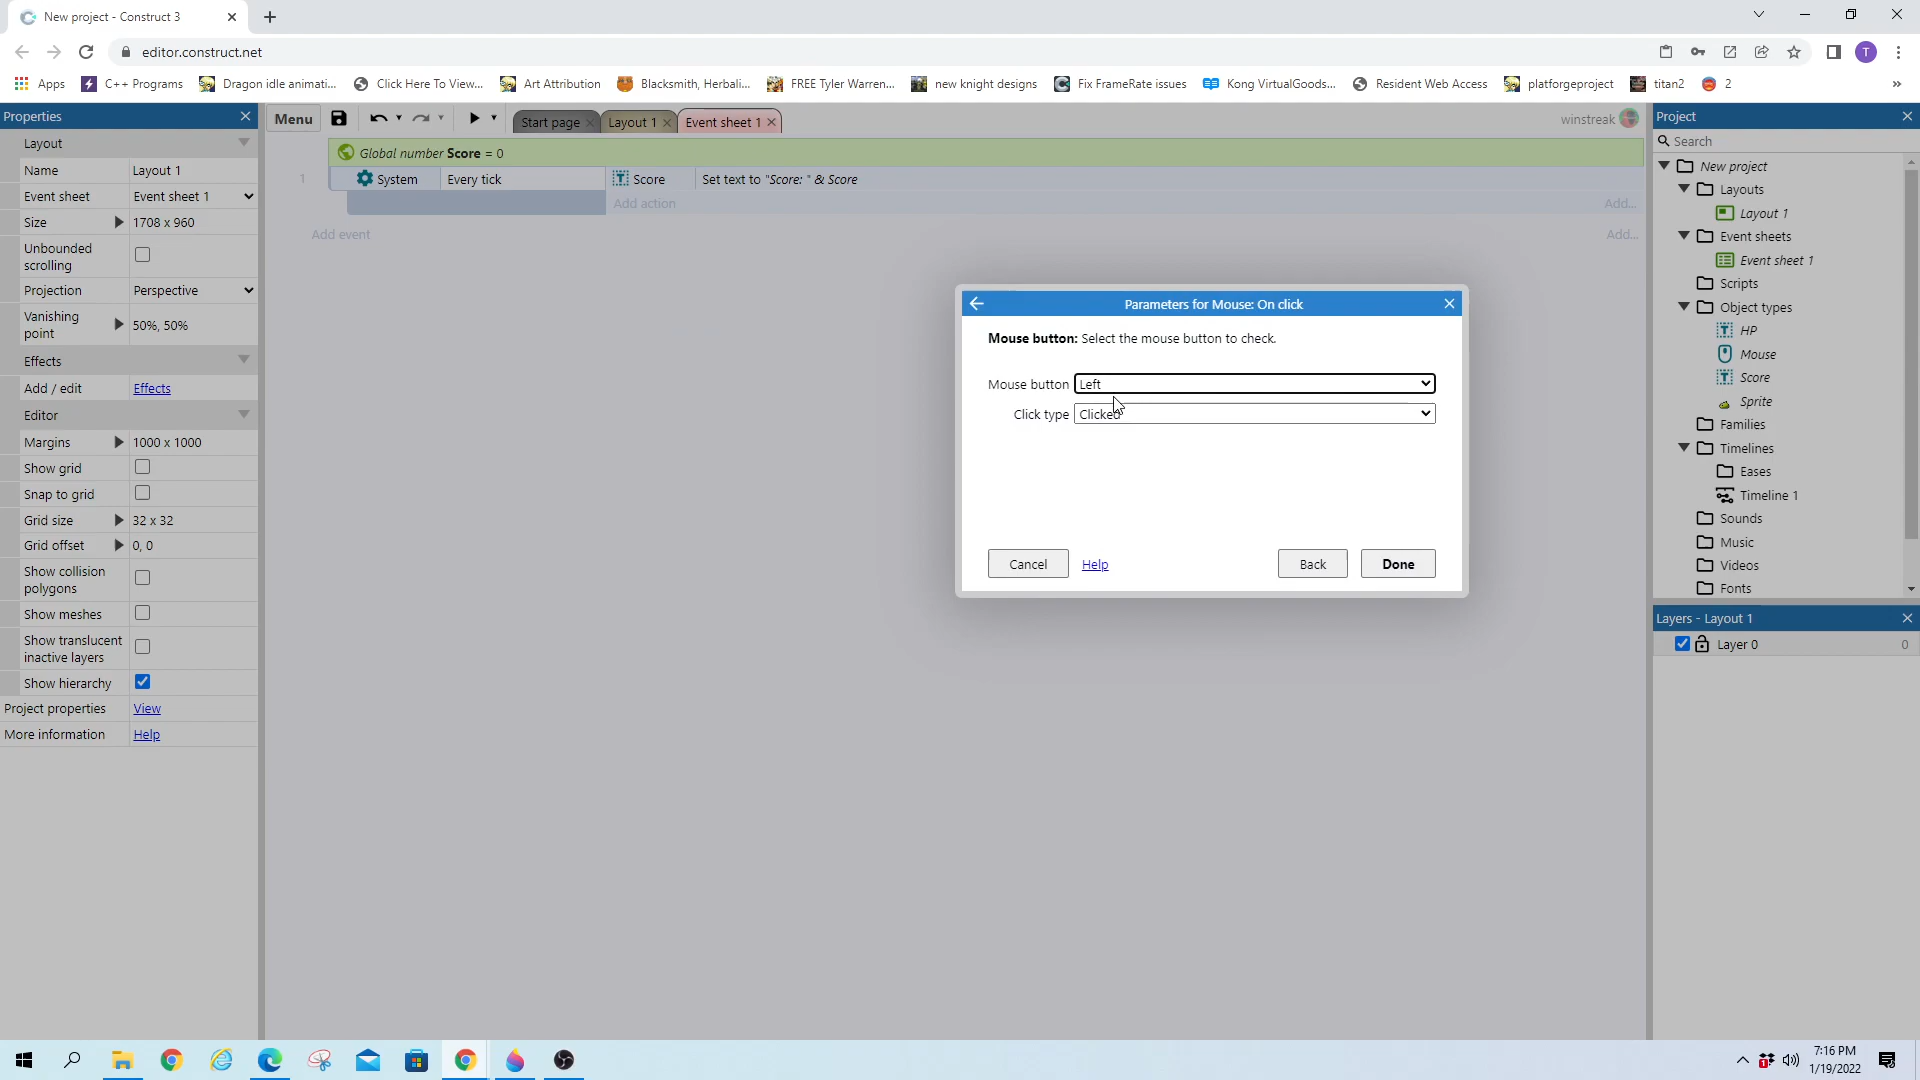 New project - Construct 3
editor.construct.net
T
Apps
C++ Programs
Dragon idle animati...
Click Here To View...
Art Attribution
Blacksmith, Herbali...
FREE Tyler Warren...
new knight designs
Fix FrameRate issues
Kong VirtualGoods...
Resident Web Access
platforgeproject
titan2
2
Properties
Menu
Start page
Layout 1
Event sheet 1
winstreak
Project
Layout
Name Layout 1
Event sheet Event sheet 1
Size 1708 x 960
Unbounded
scrolling
Projection Perspective
Vanishing
point 50%, 50%
Effects
Add / edit Effects
Editor
Margins 1000 x 1000
Show grid
Snap to grid
Grid size 32 x 32
Grid offset 0, 0
Show collision
polygons
Show meshes
Show translucent
inactive layers
Show hierarchy
Project properties View
More information Help
Global number Score = 0
1 System Every tick Score Set text to "Score: " & Score
Add action Add...
Add event Add...
Parameters for Mouse: On click
Mouse button: Select the mouse button to check.
Mouse button Left
Click type Clicked
Cancel Help Back Done
Search
New project
Layouts
Layout 1
Event sheets
Event sheet 1
Scripts
Object types
HP
Mouse
Score
Sprite
Families
Timelines
Eases
Timeline 1
Sounds
Music
Videos
Fonts
Layers - Layout 1
Layer 0 0
7:16 PM
1/19/2022